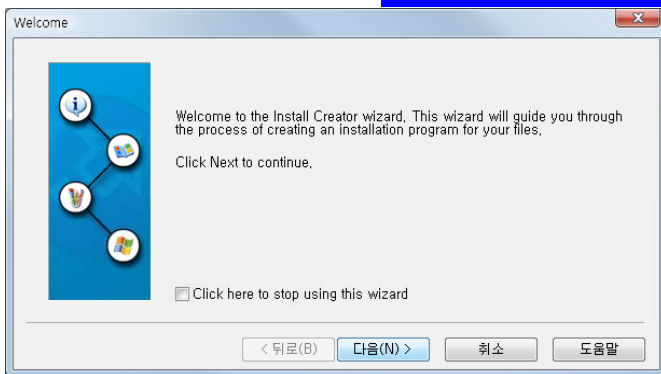 Welcome
Welcome to the Install Creator wizard, This wizard will guide you through
the process of creating an installation program for your files,
Click Next to continue,
Click here to stop using this wizard
< 뒤로(B)
다음(N) >
취소
도움말